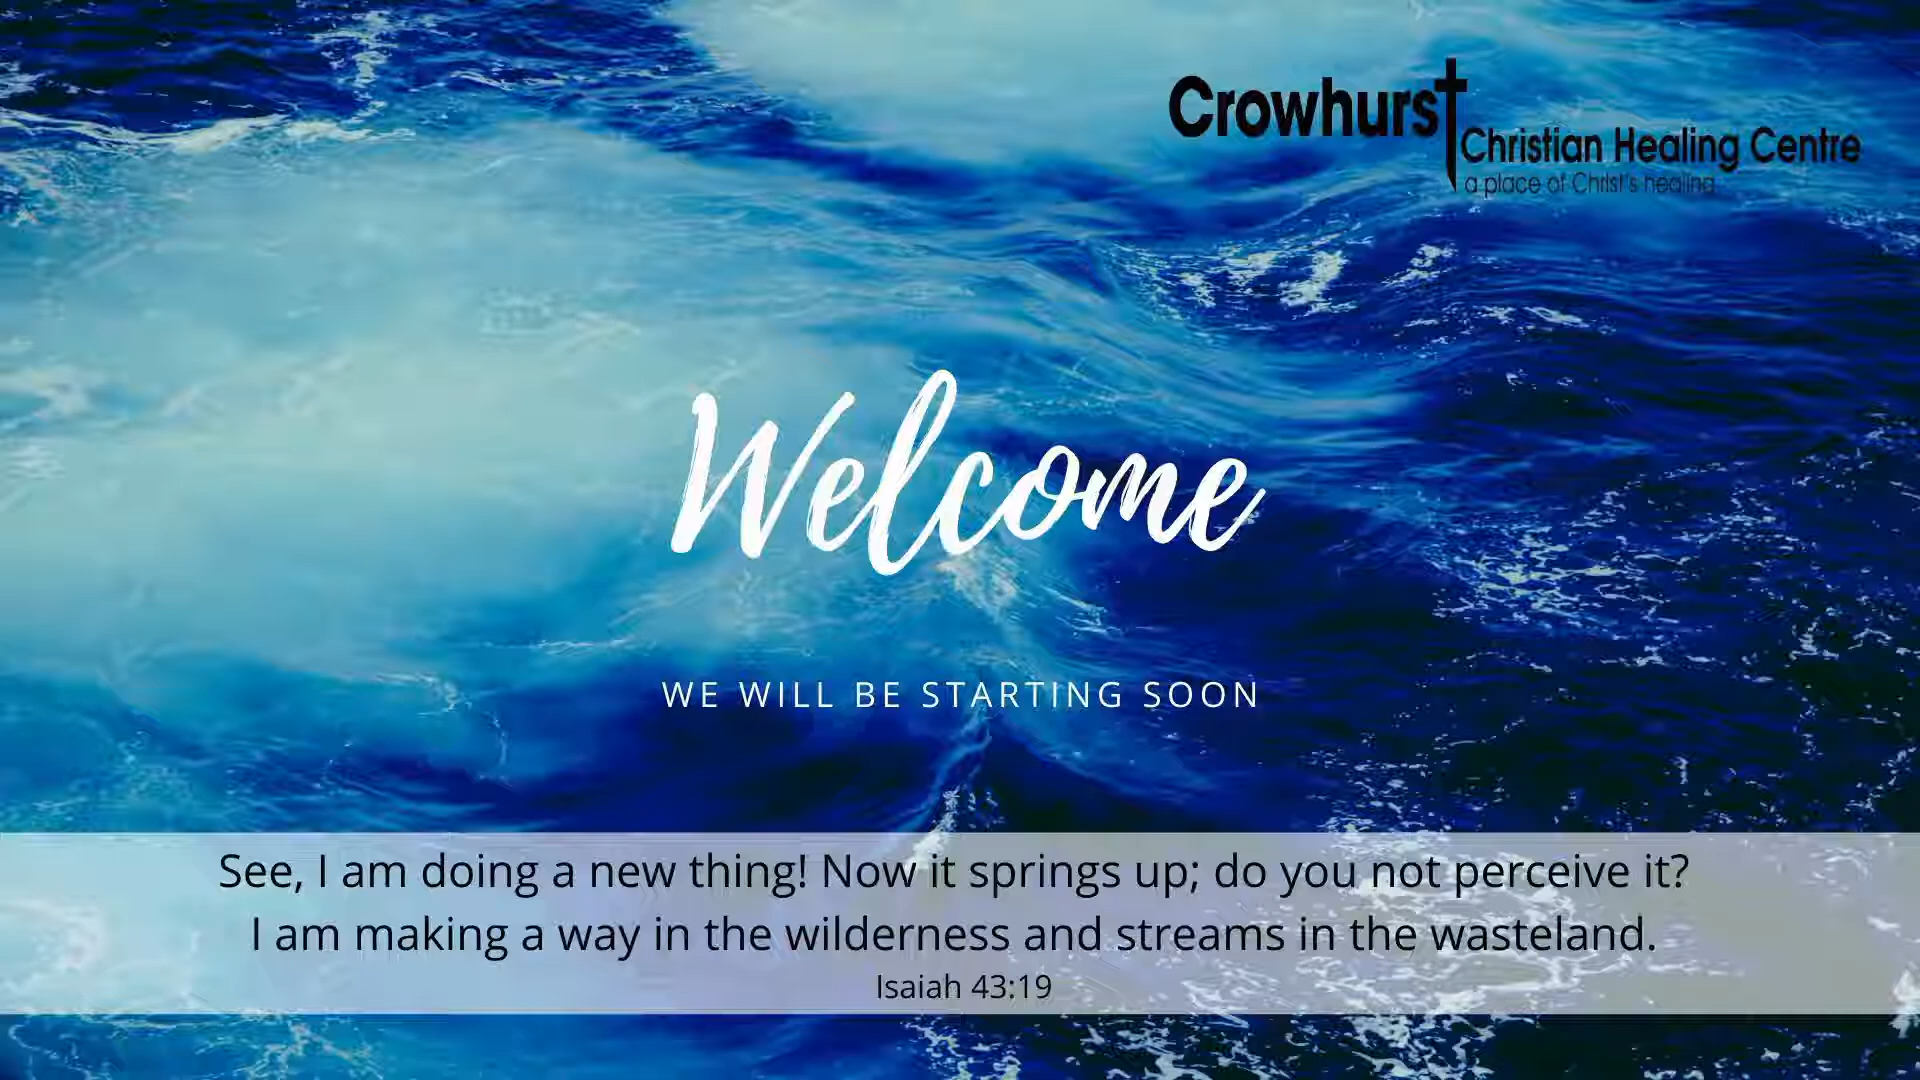 Crowhurst
Christian Healing Centre
a place of Christ's healing
Welcome
WE WILL BE STARTING SOON
See, I am doing a new thing! Now it springs up; do you not perceive it?
I am making a way in the wilderness and streams in the wasteland.
Isaiah 43:19